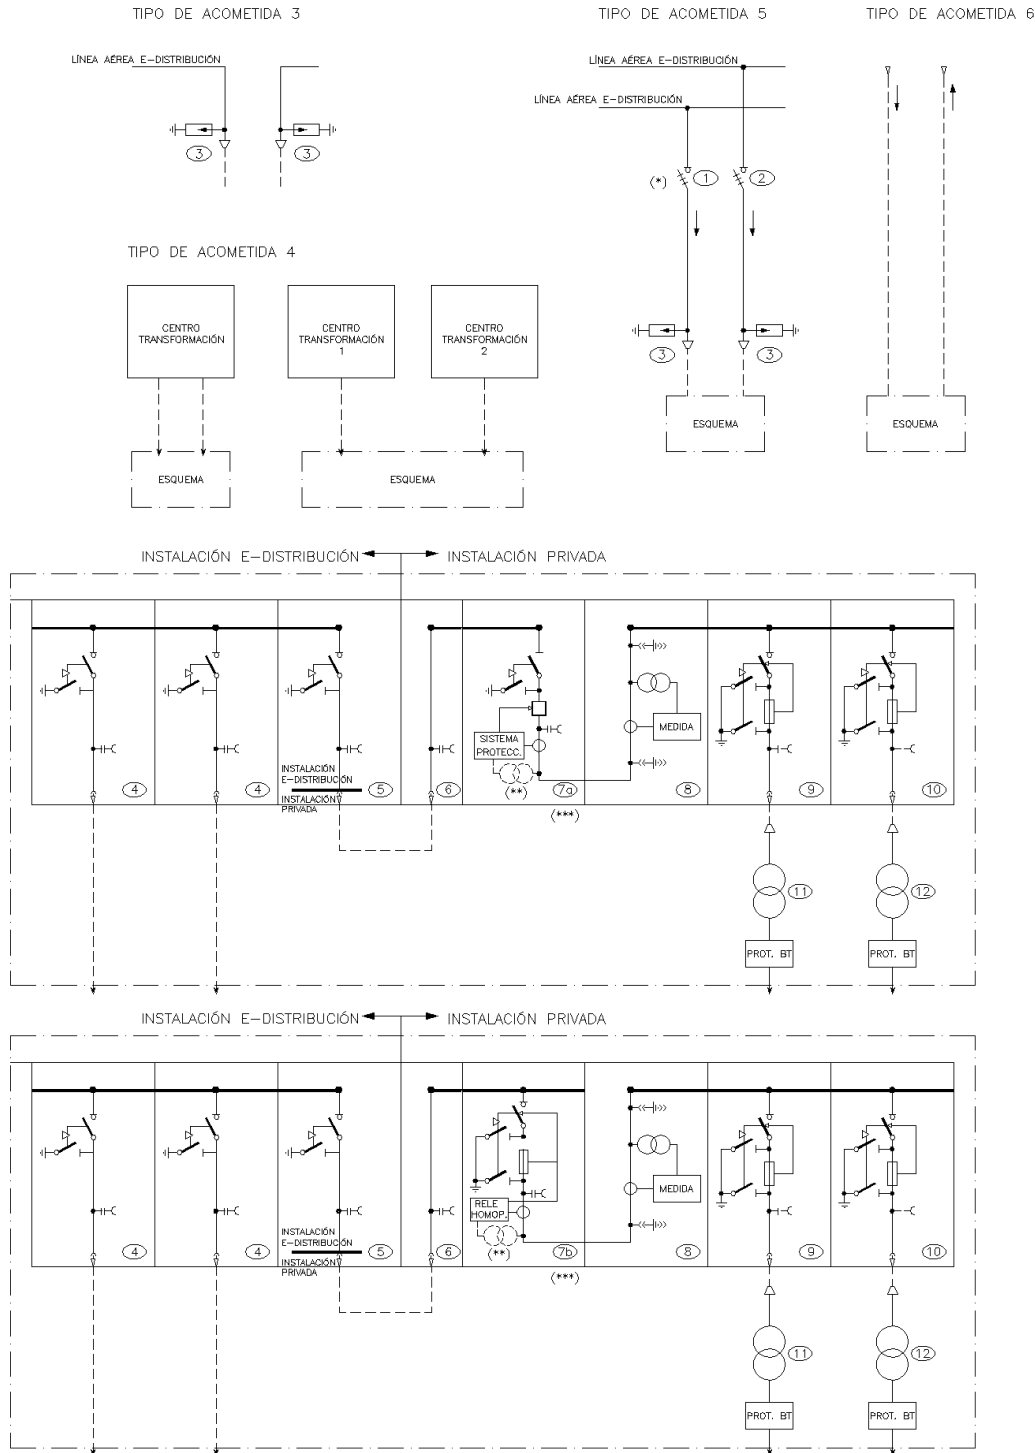 TIPO DE ACOMETIDA 3
TIPO DE ACOMETIDA 5
TIPO DE ACOMETIDA 6
LÍNEA AÉREA E-DISTRIBUCIÓN
LÍNEA AÉREA E-DISTRIBUCIÓN
LÍNEA AÉREA E-DISTRIBUCIÓN
3
3
(*)
1
2
TIPO DE ACOMETIDA 4
CENTRO
TRANSFORMACIÓN
CENTRO
TRANSFORMACIÓN
1
CENTRO
TRANSFORMACIÓN
2
3
3
ESQUEMA
ESQUEMA
ESQUEMA
ESQUEMA
INSTALACIÓN E-DISTRIBUCIÓN
INSTALACIÓN PRIVADA
SISTEMA
PROTECC.
MEDIDA
INSTALACIÓN
E-DISTRIBUCIÓN
INSTALACIÓN
PRIVADA
4
4
5
6
(**)
7a
8
9
10
(***)
11
12
PROT. BT
PROT. BT
INSTALACIÓN E-DISTRIBUCIÓN
INSTALACIÓN PRIVADA
RELE
HOMOP.
MEDIDA
INSTALACIÓN
E-DISTRIBUCIÓN
INSTALACIÓN
PRIVADA
4
4
5
6
(**)
7b
8
9
10
(***)
11
12
PROT. BT
PROT. BT